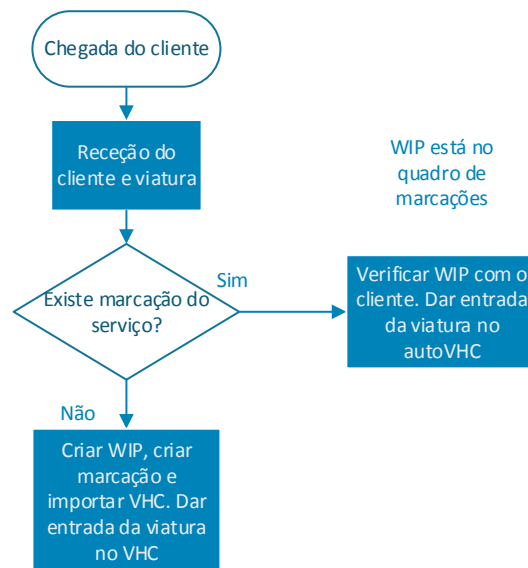 Chegada do cliente
Receção do
cliente e viatura
WIP está no
quadro de
marcações
Existe marcação do
serviço?
Sim
Verificar WIP com o
cliente. Dar entrada
da viatura no
autoVHC
Não
Criar WIP, criar
marcação e
importar VHC. Dar
entrada da viatura
no VHC